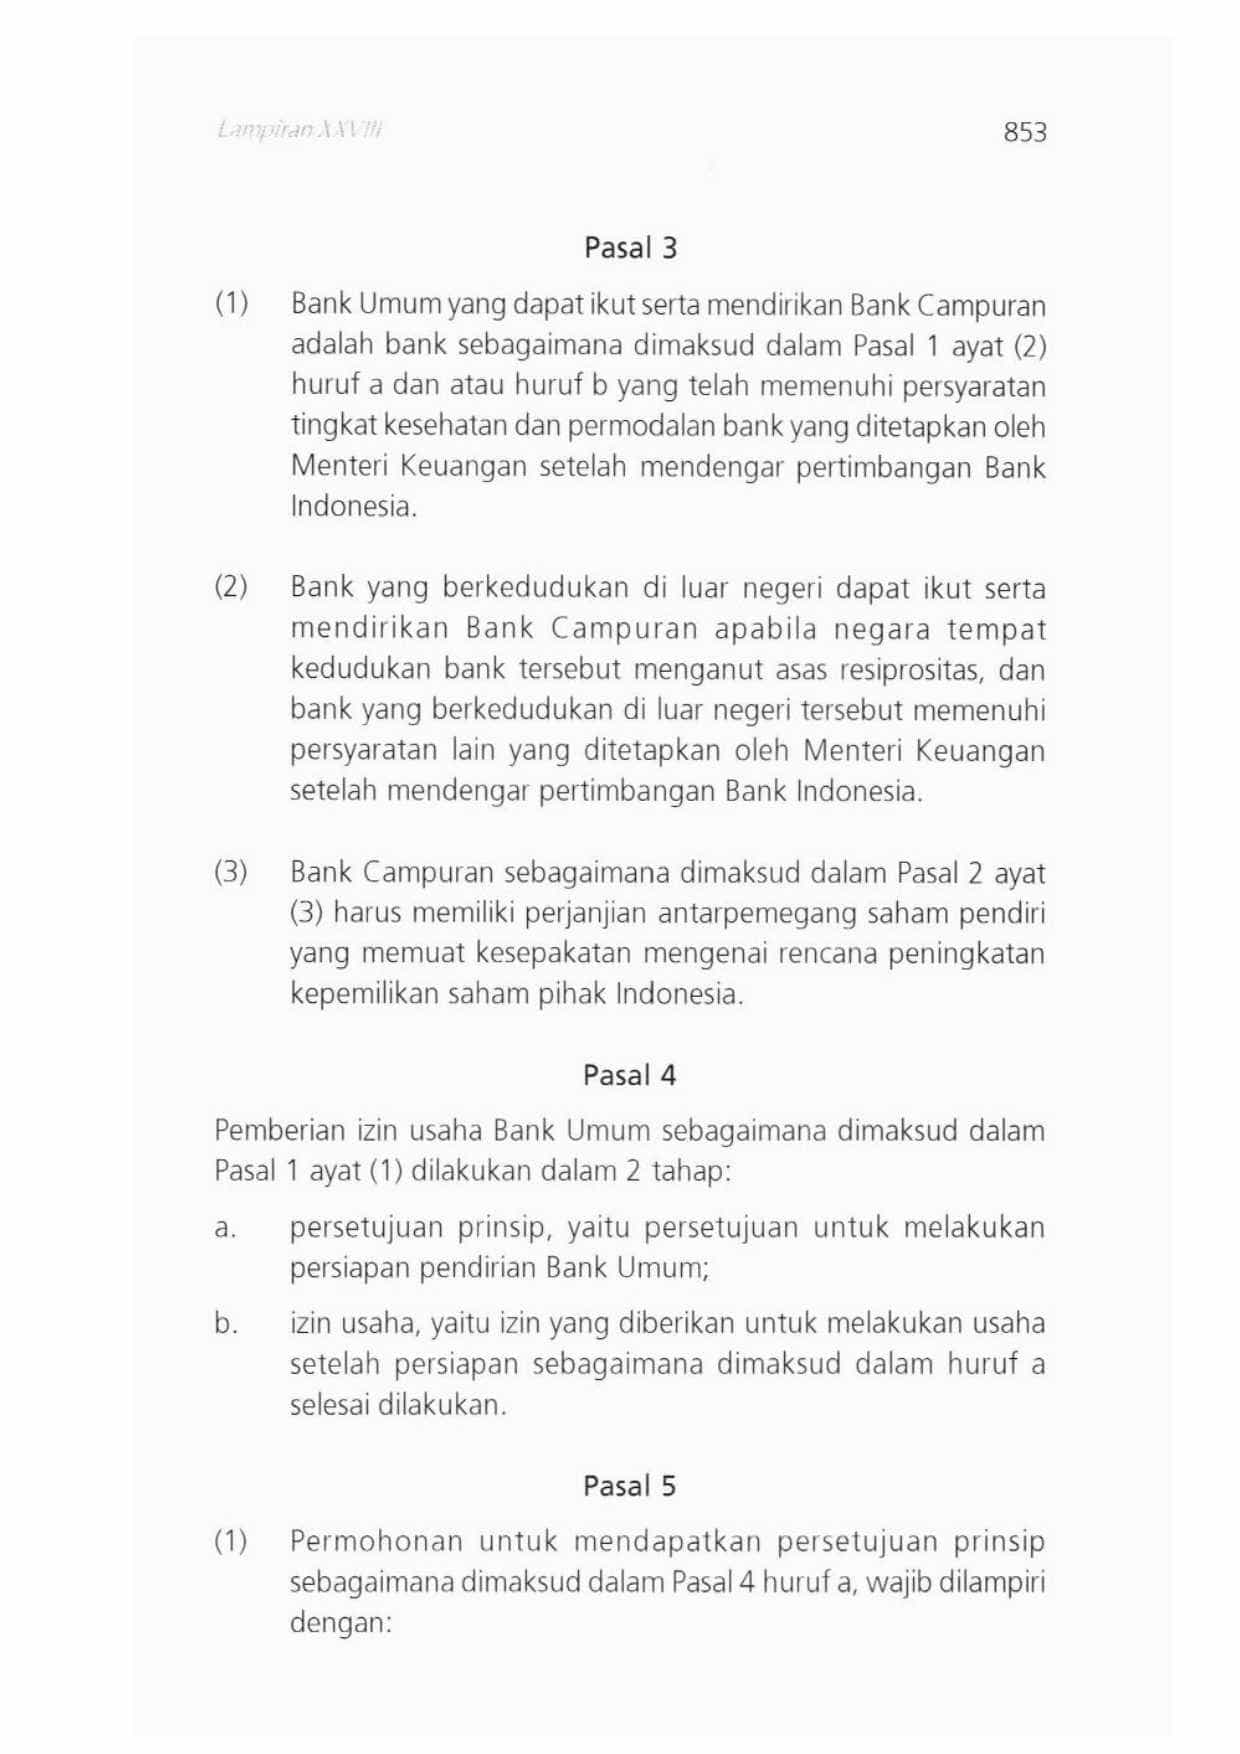 Lampiran XXVIII
853
Pasal 3
(1) Bank Umum yang dapat ikut serta mendirikan Bank Campuran
adalah bank sebagaimana dimaksud dalam Pasal 1 ayat (2)
huruf a dan atau huruf b yang telah memenuhi persyaratan
tingkat kesehatan dan permodalan bank yang ditetapkan oleh
Menteri Keuangan setelah mendengar pertimbangan Bank
Indonesia.
(2) Bank yang berkedudukan di luar negeri dapat ikut serta
mendirikan Bank Campuran apabila negara tempat
kedudukan bank tersebut menganut asas resiprositas, dan
bank yang berkedudukan di luar negeri tersebut memenuhi
persyaratan lain yang ditetapkan oleh Menteri Keuangan
setelah mendengar pertimbangan Bank Indonesia.
(3) Bank Campuran sebagaimana dimaksud dalam Pasal 2 ayat
(3) harus memiliki perjanjian antarpemegang saham pendiri
yang memuat kesepakatan mengenai rencana peningkatan
kepemilikan saham pihak Indonesia.
Pasal 4
Pemberian izin usaha Bank Umum sebagaimana dimaksud dalam
Pasal 1 ayat (1) dilakukan dalam 2 tahap:
a. persetujuan prinsip, yaitu persetujuan untuk melakukan
persiapan pendirian Bank Umum;
b. izin usaha, yaitu izin yang diberikan untuk melakukan usaha
setelah persiapan sebagaimana dimaksud dalam huruf a
selesai dilakukan.
Pasal 5
(1) Permohonan untuk mendapatkan persetujuan prinsip
sebagaimana dimaksud dalam Pasal 4 huruf a, wajib dilampiri
dengan: